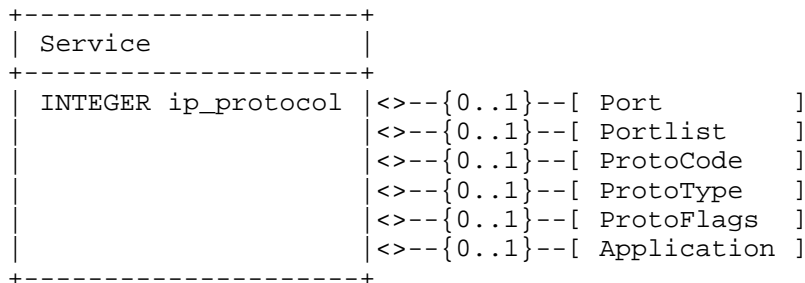 +---------------------+
| Service             |
+---------------------+
| INTEGER ip_protocol |<>--{0..1}--[ Port        ]
|                     |<>--{0..1}--[ Portlist    ]
|                     |<>--{0..1}--[ ProtoCode   ]
|                     |<>--{0..1}--[ ProtoType   ]
|                     |<>--{0..1}--[ ProtoFlags  ]
|                     |<>--{0..1}--[ Application ]
+---------------------+